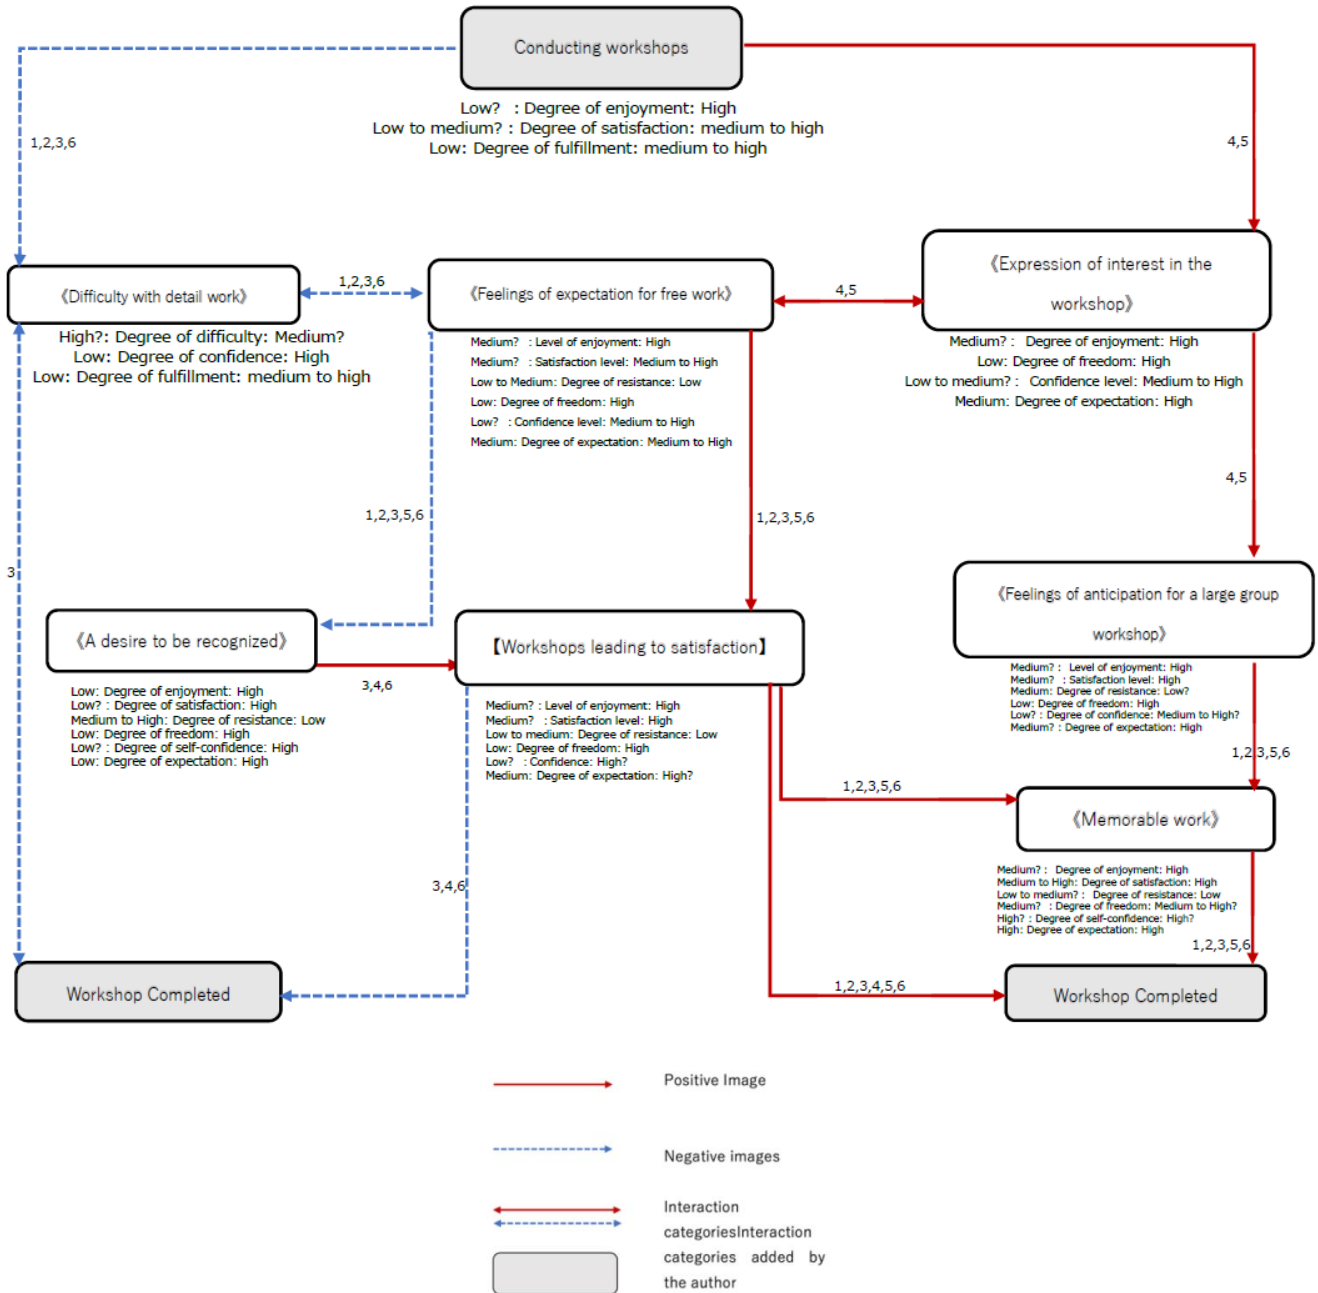 Conducting workshops
Low? : Degree of enjoyment: High
Low to medium? : Degree of satisfaction: medium to high
Low: Degree of fulfillment: medium to high
1,2,3,6
4,5
《Difficulty with detail work》
High?: Degree of difficulty: Medium?
Low: Degree of confidence: High
Low: Degree of fulfillment: medium to high
1,2,3,6
《Feelings of expectation for free work》
Medium? : Level of enjoyment: High
Medium? : Satisfaction level: Medium to High
Low to Medium: Degree of resistance: Low
Low: Degree of freedom: High
Low? : Confidence level: Medium to High
Medium: Degree of expectation: Medium to High
4,5
《Expression of interest in the
workshop》
Medium? : Degree of enjoyment: High
Low: Degree of freedom: High
Low to medium? : Confidence level: Medium to High
Medium: Degree of expectation: High
4,5
1,2,3,5,6
1,2,3,5,6
3
《A desire to be recognized》
Low: Degree of enjoyment: High
Low? : Degree of satisfaction: High
Medium to High: Degree of resistance: Low
Low: Degree of freedom: High
Low? : Degree of self-confidence: High
Low: Degree of expectation: High
3,4,6
【Workshops leading to satisfaction】
Medium? : Level of enjoyment: High
Medium? : Satisfaction level: High
Low to medium: Degree of resistance: Low
Low: Degree of freedom: High
Low? : Confidence: High?
Medium: Degree of expectation: High?
《Feelings of anticipation for a large group
workshop》
Medium? : Level of enjoyment: High
Medium? : Satisfaction level: High
Medium: Degree of resistance: Low?
Low: Degree of freedom: High
Low? : Degree of confidence: Medium to High?
Medium? : Degree of expectation: High
1,2,3,5,6
1,2,3,5,6
《Memorable work》
Medium? : Degree of enjoyment: High
Medium to High: Degree of satisfaction: High
Low to medium? : Degree of resistance: Low
Medium? : Degree of freedom: Medium to High?
High? : Degree of self-confidence: High?
High: Degree of expectation: High
3,4,6
1,2,3,5,6
1,2,3,4,5,6
Workshop Completed
Workshop Completed
Positive Image
Negative images
Interaction
categoriesInteraction
categories added by
the author